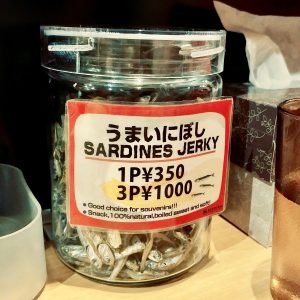 うまいにぼし
SARDINES JERKY
1P¥350
3P¥1000
● Good choice for souvenirs!!!
● Snack, 100%natural, boiled sweet and salty